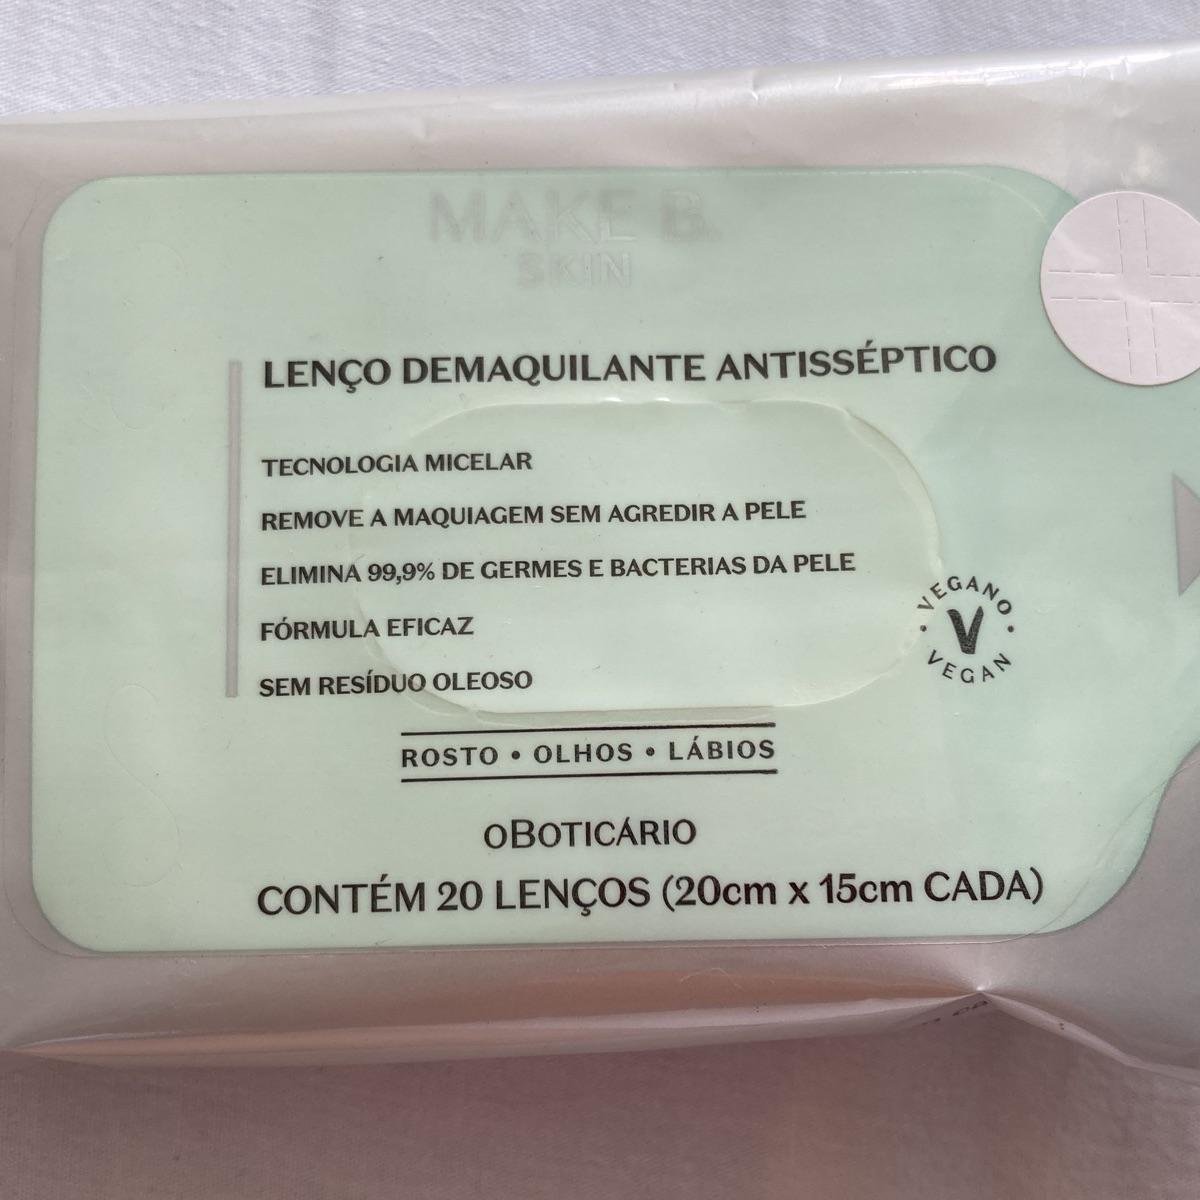 MAKE B.
SKIN
LENÇO DEMAQUILANTE ANTISSÉPTICO
TECNOLOGIA MICELAR
REMOVE A MAQUIAGEM SEM AGREDIR A PELE
ELIMINA 99,9% DE GERMES E BACTERIAS DA PELE
FÓRMULA EFICAZ
SEM RESÍDUO OLEOSO
VEGANO
V
VEGAN
ROSTO • OLHOS • LÁBIOS
oBOTICÁRIO
CONTÉM 20 LENÇOS (20cm x 15cm CADA)